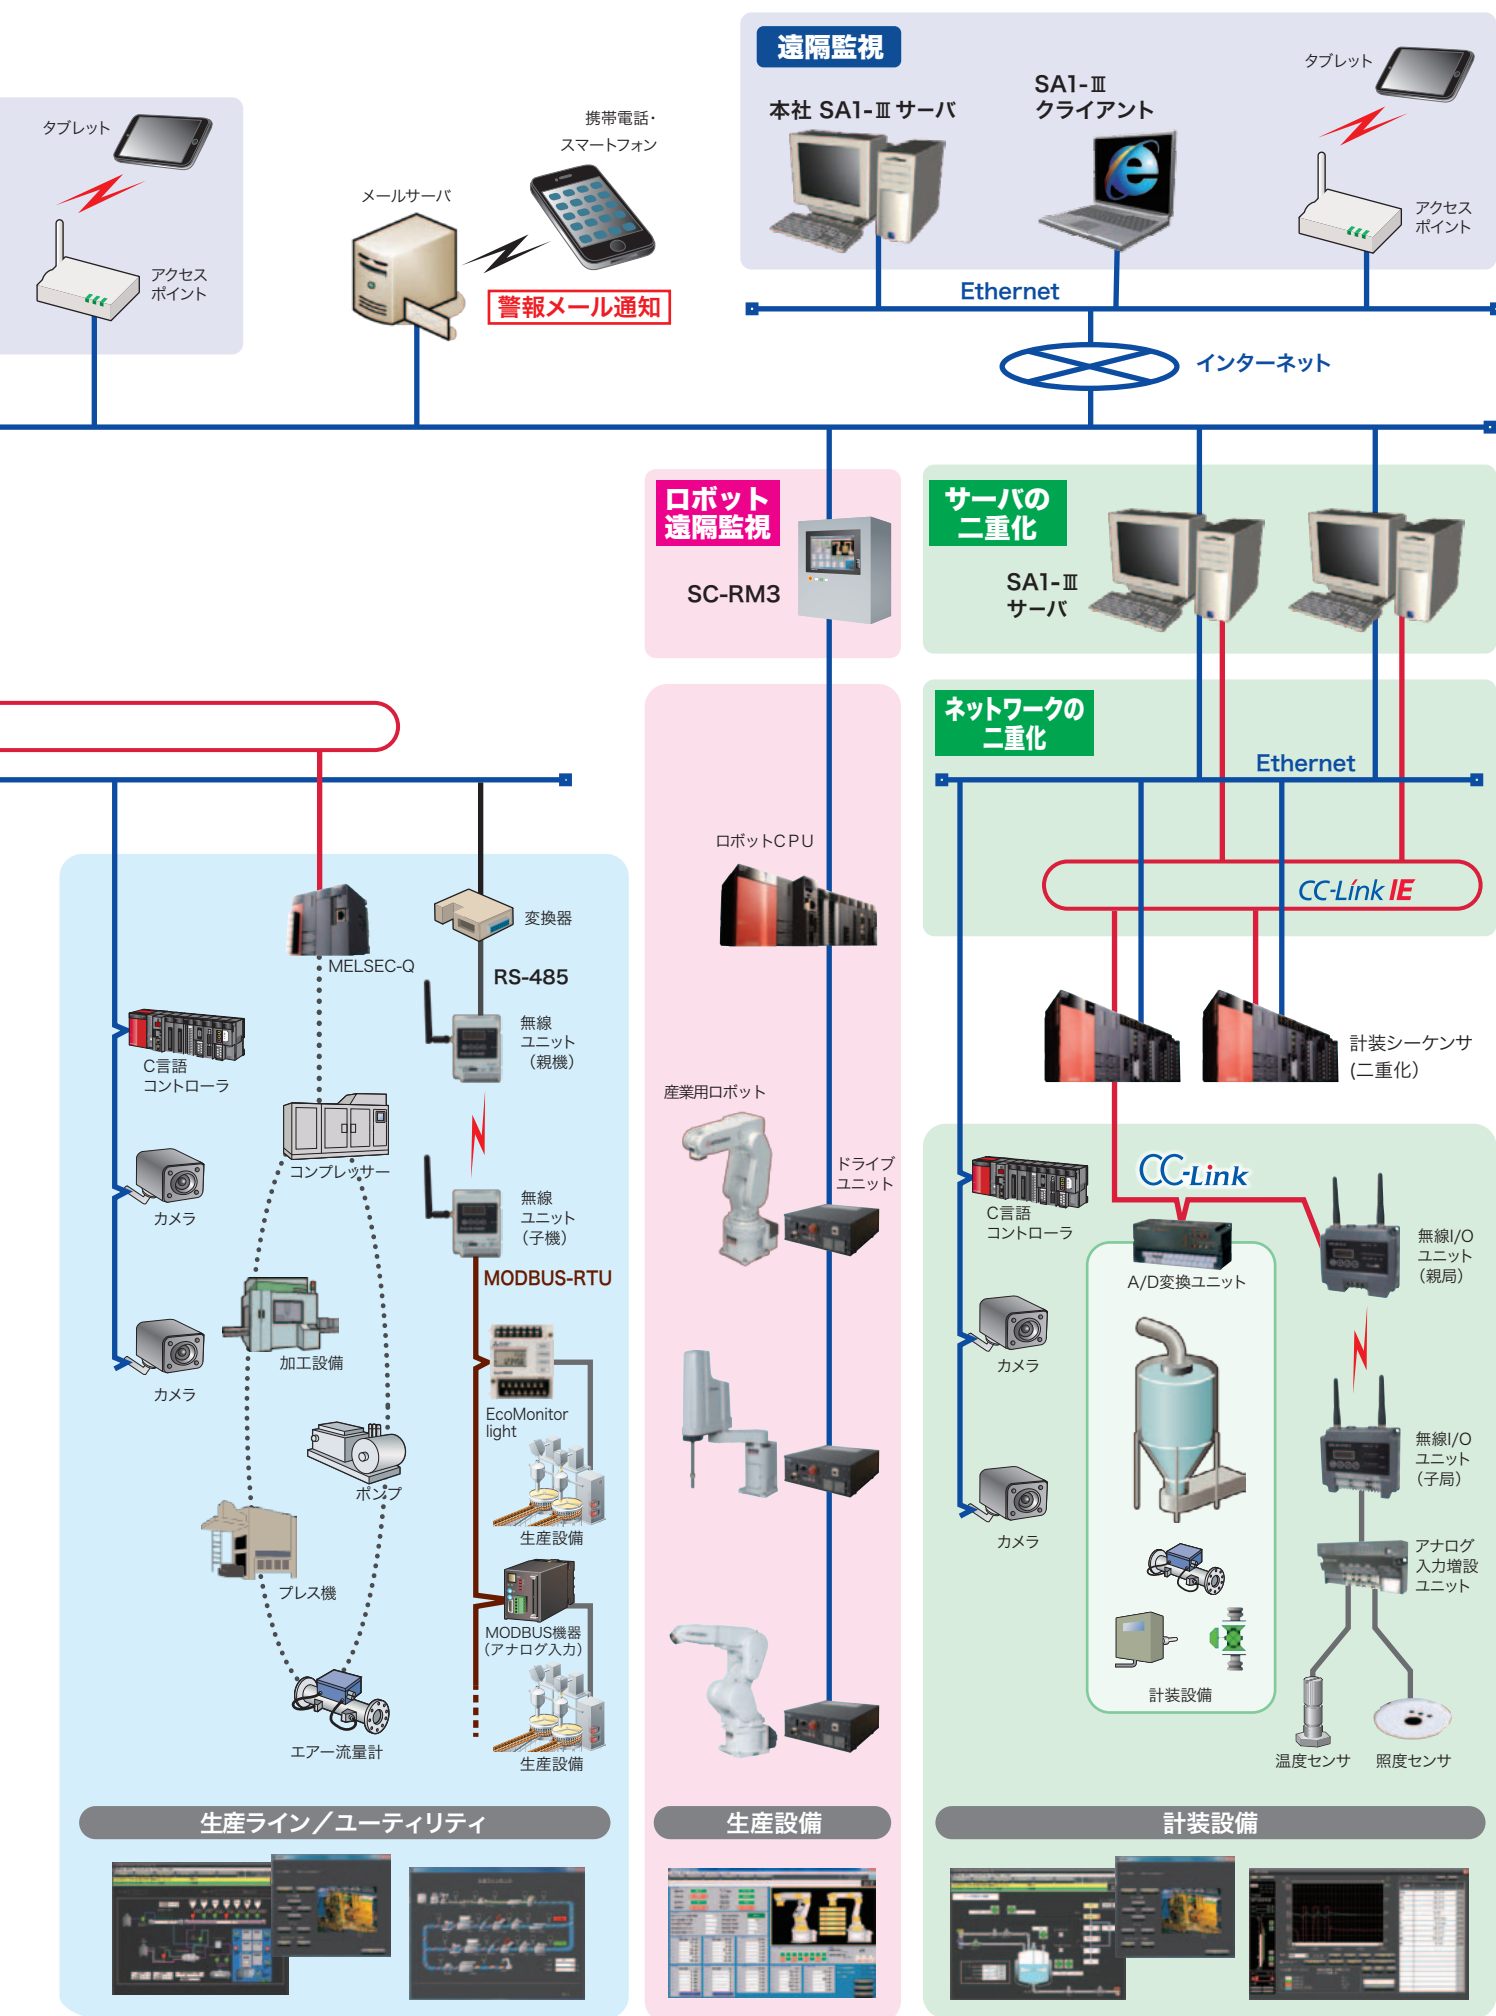 遠隔監視
タブレット
本社 SA1-Ⅲ サーバ
SA1-Ⅲ
クライアント
アクセス
ポイント
Ethernet
インターネット
タブレット
アクセス
ポイント
携帯電話・
スマートフォン
メールサーバ
警報メール通知
ロボット
遠隔監視
SC-RM3
サーバの
二重化
SA1-Ⅲ
サーバ
ネットワークの
二重化
Ethernet
CC-Link IE
計装シーケンサ
(二重化)
MELSEC-Q
変換器
RS-485
無線
ユニット
(親機)
C言語
コントローラ
コンプレッサー
カメラ
無線
ユニット
(子機)
MODBUS-RTU
加工設備
カメラ
EcoMonitor
light
ポンプ
生産設備
プレス機
MODBUS機器
(アナログ入力)
エアー流量計
生産設備
生産ライン/ユーティリティ
ロボットCPU
産業用ロボット
ドライブ
ユニット
生産設備
CC-Link
C言語
コントローラ
A/D変換ユニット
無線I/O
ユニット
(親局)
カメラ
無線I/O
ユニット
(子局)
カメラ
アナログ
入力増設
ユニット
計装設備
温度センサ
照度センサ
計装設備